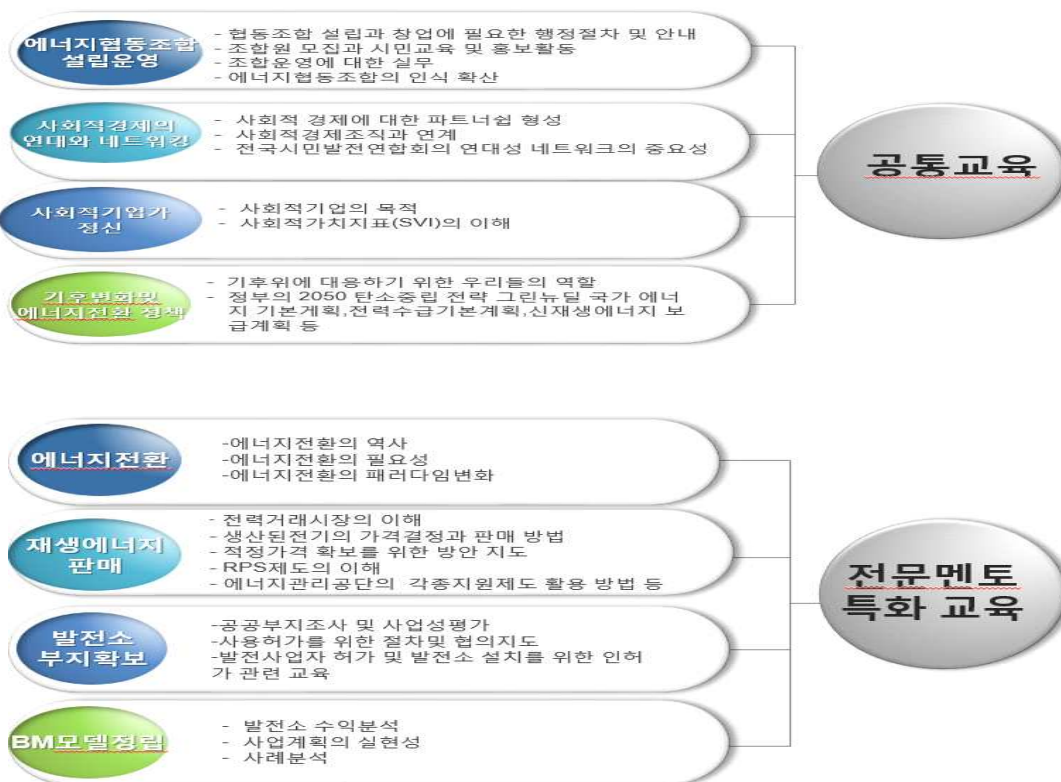 에너지협동조합
설립운영
- 협동조합 설립과 창업에 필요한 행정절차 및 안내
- 조합원 모집과 시민교육 및 홍보활동
- 조합운영에 대한 실무
- 에너지협동조합의 인식 확산
사회적경제의
연대와 네트워킹
- 사회적 경제에 대한 파트너쉽 형성
- 사회적경제조직과 연계
- 전국시민발전연합회의 연대성 네트워크의 중요성
공통교육
사회적기업가
정신
- 사회적기업의 목적
- 사회적가치지표(SVI)의 이해
기후변화및
에너지전환 정책
- 기후위에 대응하기 위한 우리들의 역할
- 정부의 2050 탄소중립 전략 그린뉴딜 국가 에너
지 기본계획,전력수급기본계획,신재생에너지 보
급계획 등
에너지전환
-에너지전환의 역사
-에너지전환의 필요성
-에너지전환의 패러다임변화
재생에너지
판매
- 전력거래시장의 이해
- 생산된전기의 가격결정과 판매 방법
- 적정가격 확보를 위한 방안 지도
- RPS제도의 이해
- 에너지관리공단의 각종지원제도 활용 방법 등
전문멘토
특화 교육
발전소
부지확보
-공공부지조사 및 사업성평가
-사용허가를 위한 절차및 협의지도
-발전사업자 허가 및 발전소 설치를 위한 인허
가 관련 교육
BM모델정립
- 발전소 수익분석
- 사업계획의 실현성
- 사례분석